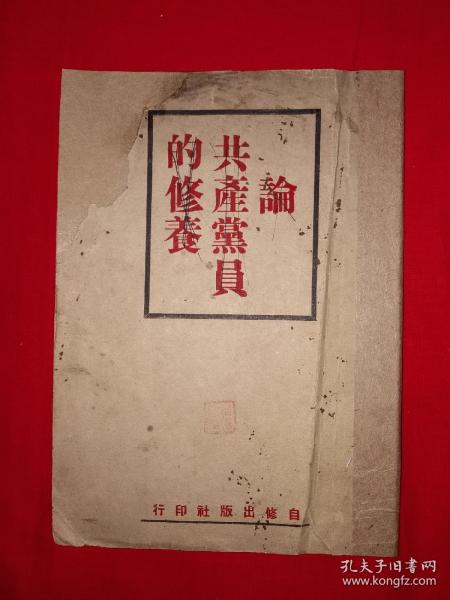 論
共產黨員
的修養
自修出版社印行
孔夫子旧书网
www.kongfz.com